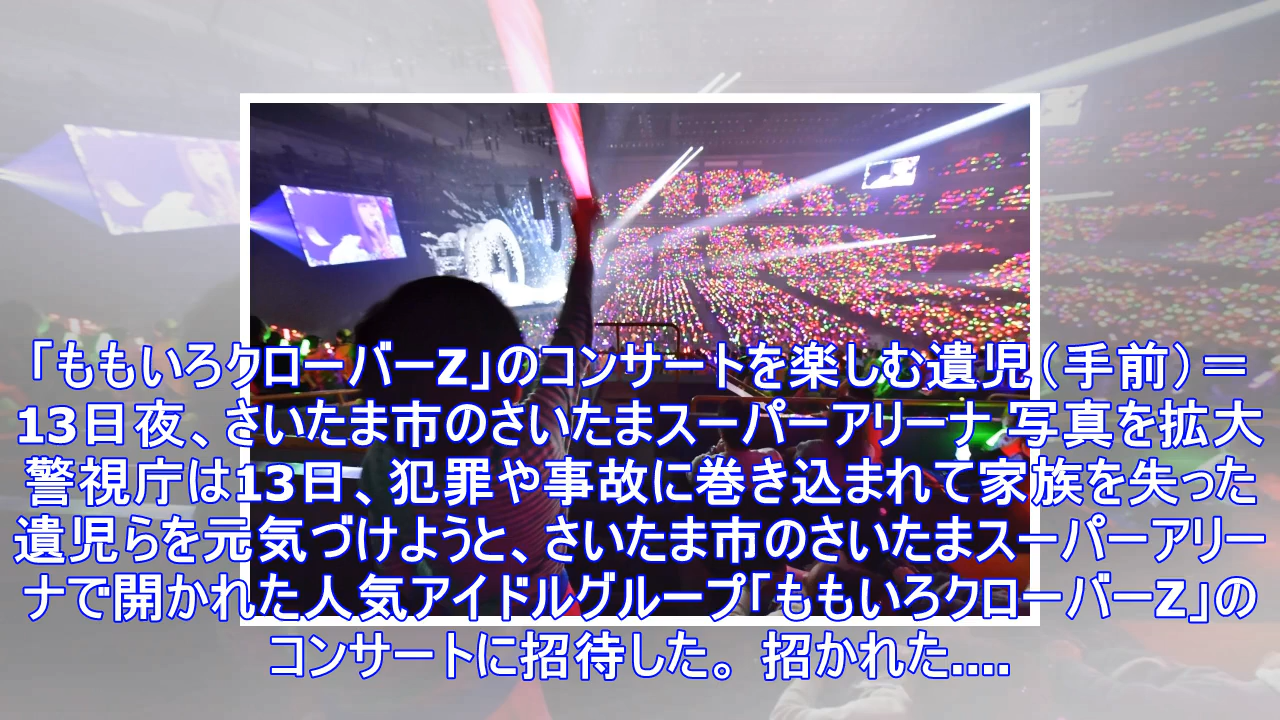 「ももいろクローバーZ」のコンサートを楽しむ遺児（手前）＝
13日夜、さいたま市のさいたまスーパーアリーナ 写真を拡大
警視庁は13日、犯罪や事故に巻き込まれて家族を失った
遺児らを元気づけようと、さいたま市のさいたまスーパーアリー
ナで開かれた人気アイドルグループ「ももいろクローバーZ」の
コンサートに招待した。招かれた....